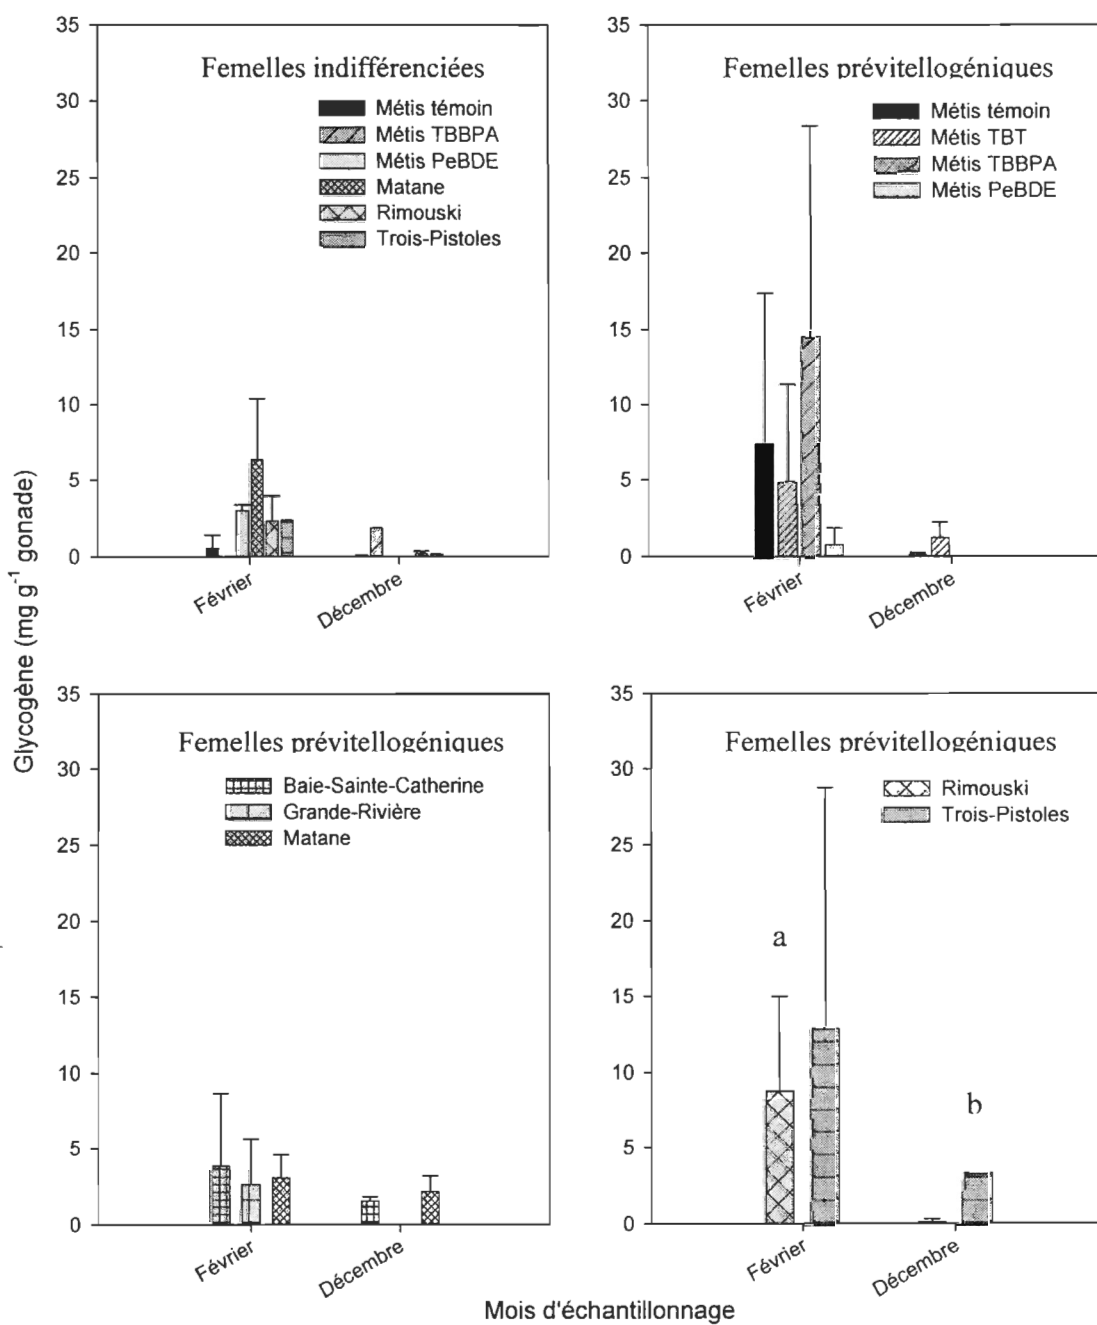 Glycogène (mg g⁻¹ gonade)
35
30
25
20
15
10
5
0
Femelles indifférenciées
Métis témoin
Métis TBBPA
Métis PeBDE
Matane
Rimouski
Trois-Pistoles
Février
Décembre
35
30
25
20
15
10
5
0
Femelles prévitellogéniques
Métis témoin
Métis TBT
Métis TBBPA
Métis PeBDE
Février
Décembre
35
30
25
20
15
10
5
0
Femelles prévitellogéniques
Baie-Sainte-Catherine
Grande-Rivière
Matane
Février
Décembre
35
30
25
20
15
10
5
0
Femelles prévitellogéniques
Rimouski
Trois-Pistoles
a
b
Février
Décembre
Mois d'échantillonnage